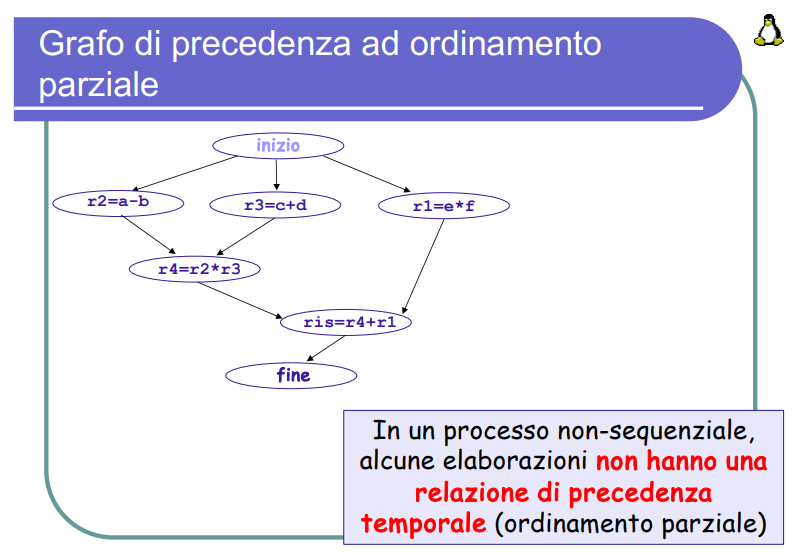 Grafo di precedenza ad ordinamento
parziale
inizio
r2=a-b
r3=c+d
r1=e*f
r4=r2*r3
ris=r4+r1
fine
In un processo non-sequenziale,
alcune elaborazioni non hanno una
relazione di precedenza
temporale (ordinamento parziale)